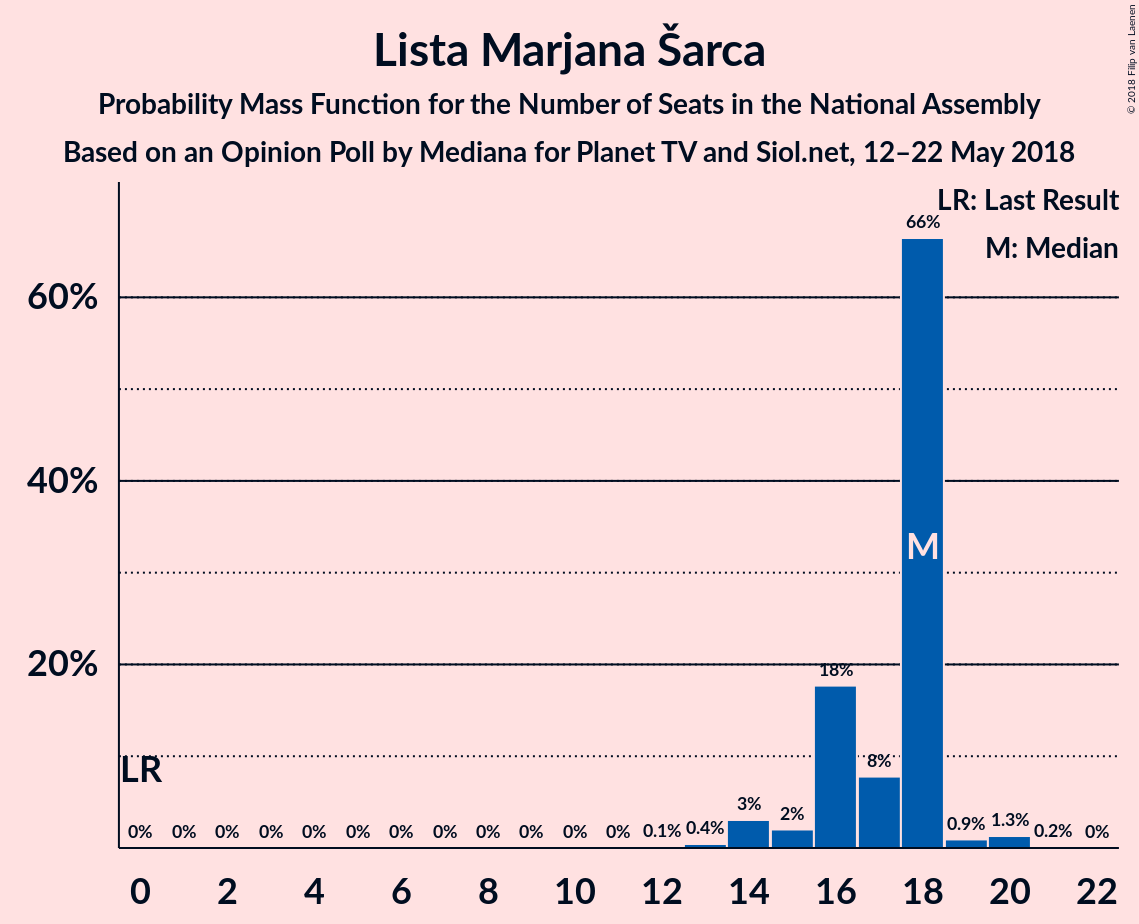 Lista Marjana Šarca
Probability Mass Function for the Number of Seats in the National Assembly
Based on an Opinion Poll by Mediana for Planet TV and Siol.net, 12–22 May 2018
© 2018 Filip van Laenen
LR: Last Result
M: Median
60%
40%
20%
LR
M
0% 0% 0% 0% 0% 0% 0% 0% 0% 0% 0% 0% 0.1% 0.4% 3% 2% 18% 8% 66% 0.9% 1.3% 0.2% 0%
0 2 4 6 8 10 12 14 16 18 20 22